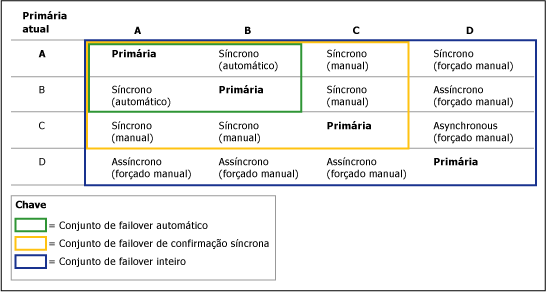 Primária atual A B C D
A Primária Síncrono (automático) Síncrono (manual) Síncrono (forçado manual)
B Síncrono (automático) Primária Síncrono (manual) Assíncrono (forçado manual)
C Síncrono (manual) Síncrono (manual) Primária Asynchronous (forçado manual)
D Assíncrono (forçado manual) Assíncrono (forçado manual) Assíncrono (forçado manual) Primária
Chave
= Conjunto de failover automático
= Conjunto de failover de confirmação síncrona
= Conjunto de failover inteiro